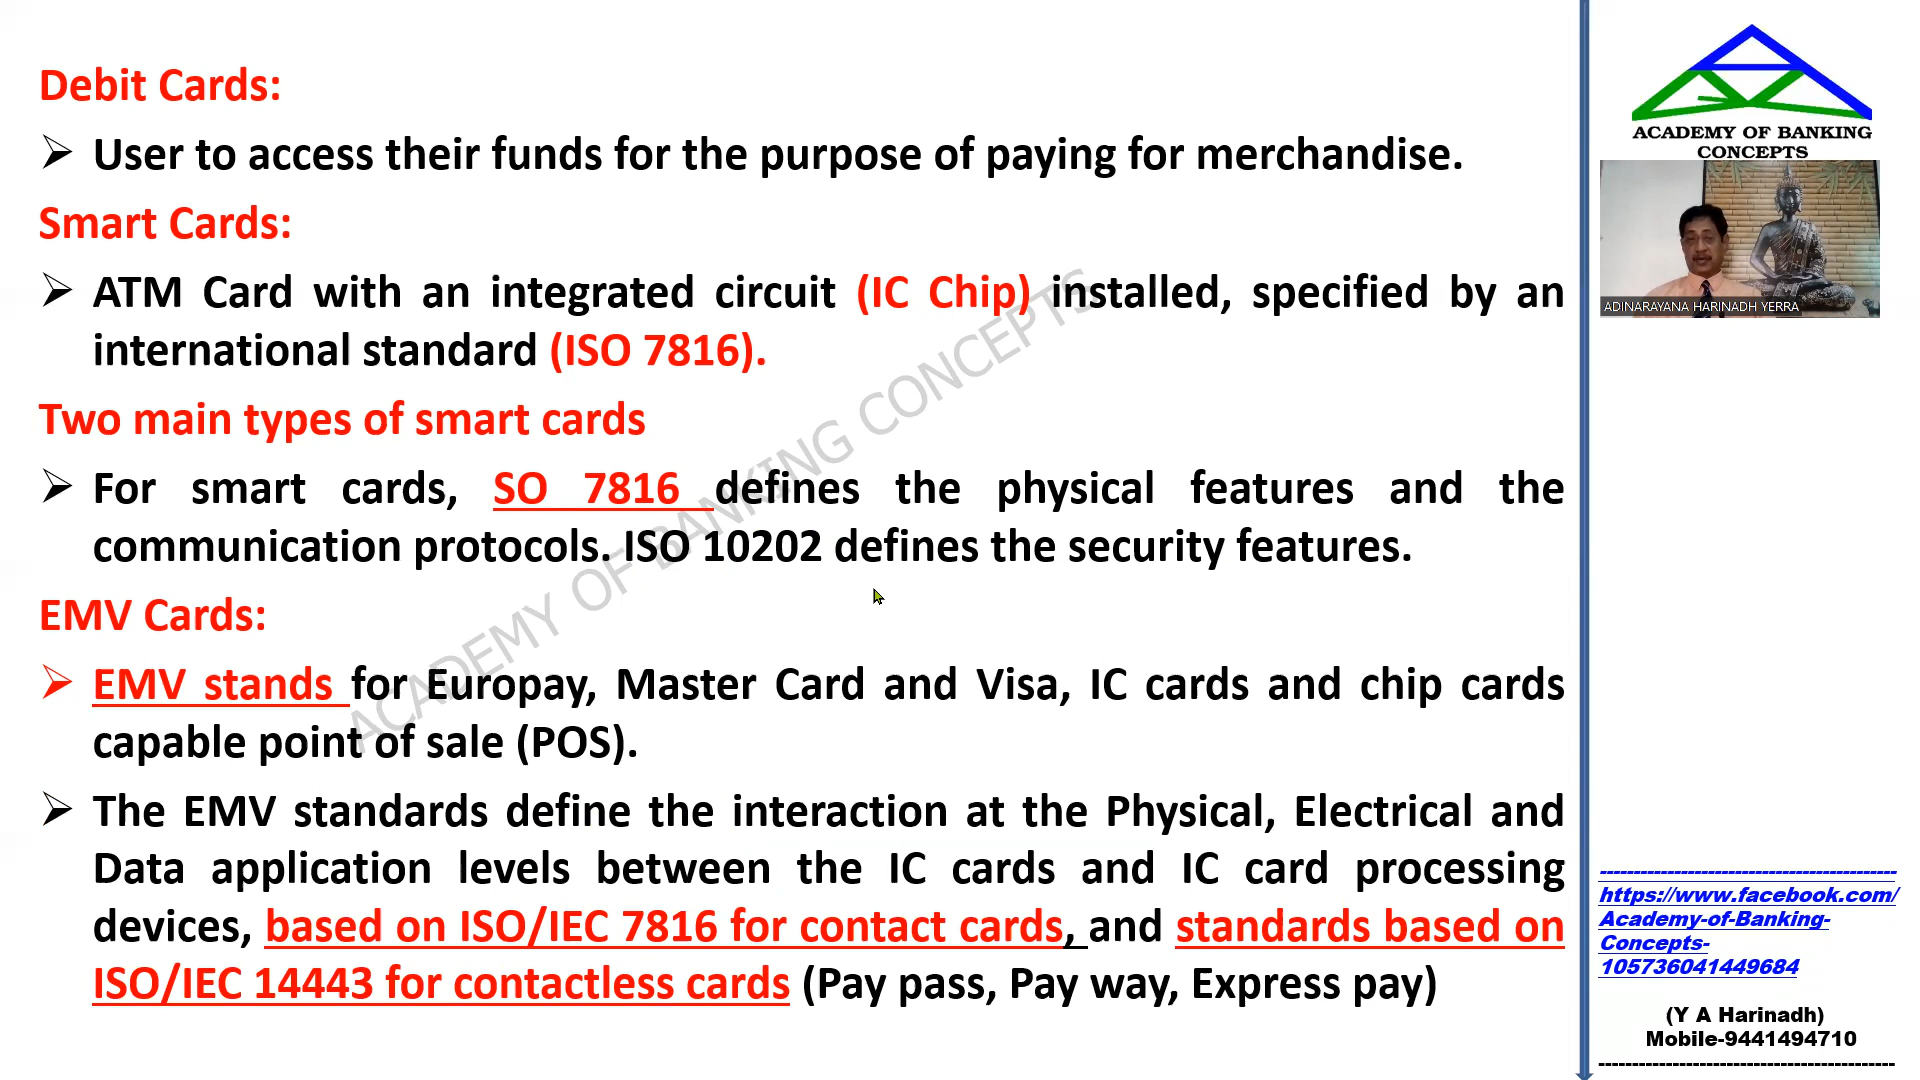 Debit Cards:
User to access their funds for the purpose of paying for merchandise.
Smart Cards:
ATM Card with an integrated circuit (IC Chip) installed, specified by an
international standard (ISO 7816).
Two main types of smart cards
For smart cards, SO 7816 defines the physical features and the
communication protocols. ISO 10202 defines the security features.
EMV Cards:
EMV stands for Europay, Master Card and Visa, IC cards and chip cards
capable point of sale (POS).
The EMV standards define the interaction at the Physical, Electrical and
Data application levels between the IC cards and IC card processing
devices, based on ISO/IEC 7816 for contact cards, and standards based on
ISO/IEC 14443 for contactless cards (Pay pass, Pay way, Express pay)
ACADEMY OF BANKING CONCEPTS
ACADEMY OF BANKING
CONCEPTS
ADINARAYANA HARINADH YERRA
--------------------------------------------
https://www.facebook.com/
Academy-of-Banking-
Concepts-
105736041449684
(Y A Harinadh)
Mobile-9441494710
--------------------------------------------